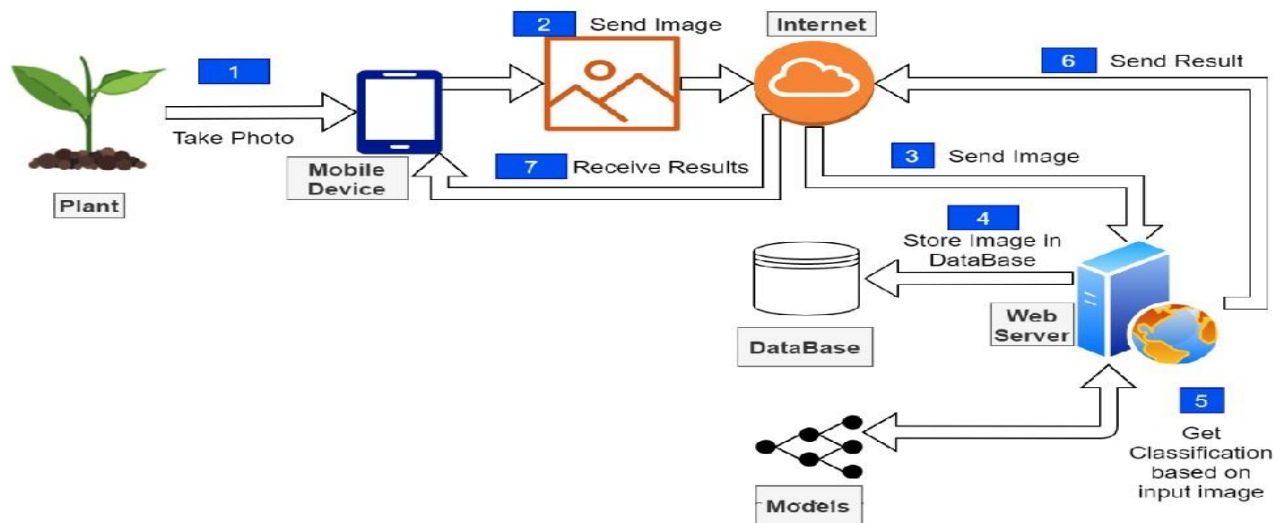 2 Send Image
Internet
1
Take Photo
6 Send Result
3 Send Image
7 Receive Results
Mobile
Device
Plant
4
Store Image in
DataBase
Web
Server
DataBase
5
Get
Classification
based on
input image
Models